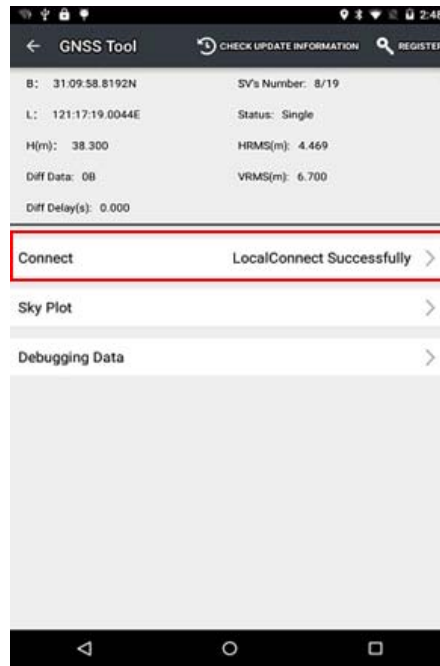 2:48
GNSS Tool CHECK UPDATE INFORMATION REGISTER
B: 31:09:58.8192N SV's Number: 8/19
L: 121:17:19.0044E Status: Single
H(m): 38.300 HRMS(m): 4.469
Diff Data: 0B VRMS(m): 6.700
Diff Delay(s): 0.000
Connect LocalConnect Successfully
Sky Plot
Debugging Data